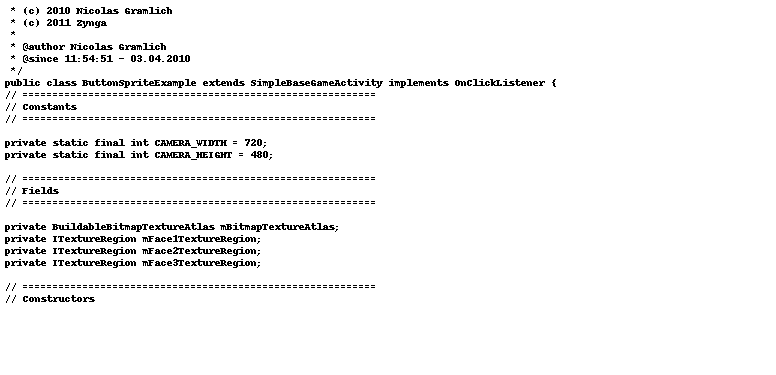 * (c) 2010 Nicolas Gramlich
* (c) 2011 Zynga
*
* @author Nicolas Gramlich
* @since 11:54:51 - 03.04.2010
*/
public class ButtonSpriteExample extends SimpleBaseGameActivity implements OnClickListener {
// ===========================================================
// Constants
// ===========================================================
private static final int CAMERA_WIDTH = 720;
private static final int CAMERA_HEIGHT = 480;
// ===========================================================
// Fields
// ===========================================================
private BuildableBitmapTextureAtlas mBitmapTextureAtlas;
private ITextureRegion mFace1TextureRegion;
private ITextureRegion mFace2TextureRegion;
private ITextureRegion mFace3TextureRegion;
// ===========================================================
// Constructors